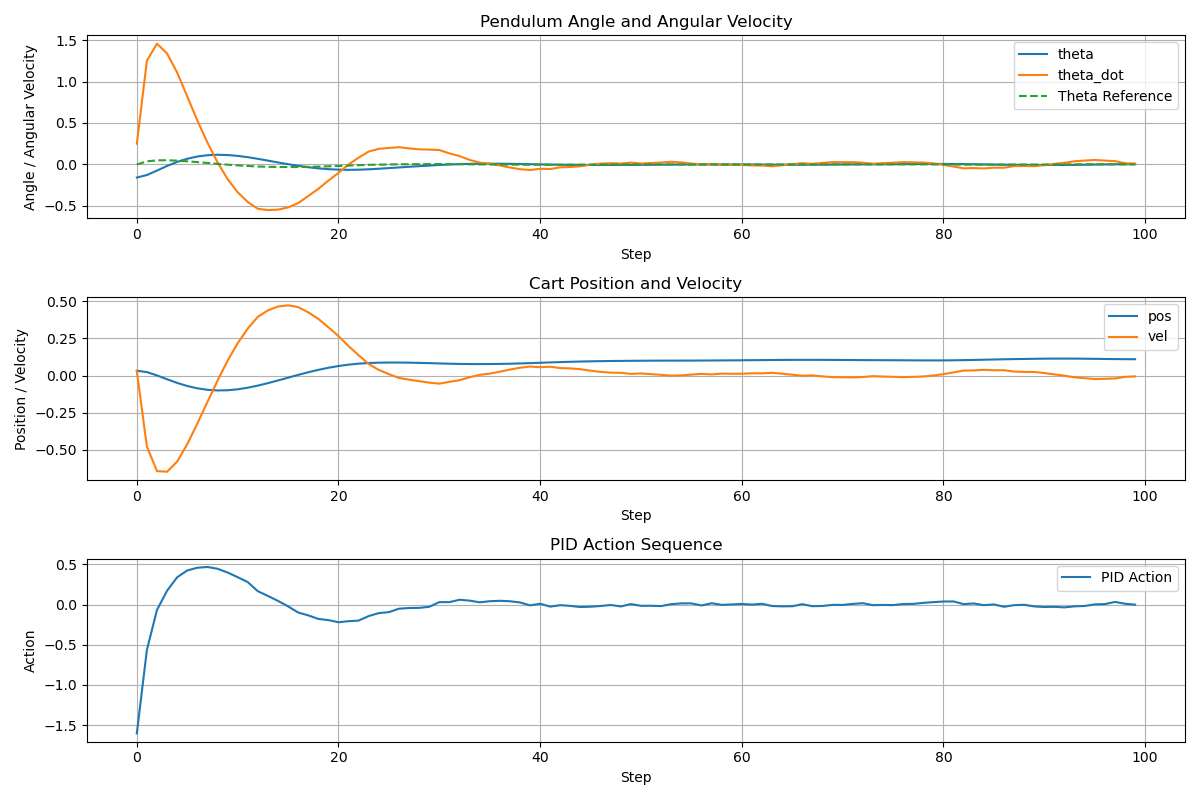 Pendulum Angle and Angular Velocity
Angle / Angular Velocity
1.5
1.0
0.5
0.0
−0.5
theta
theta_dot
Theta Reference
0 20 40 60 80 100
Step
Cart Position and Velocity
Position / Velocity
0.50
0.25
0.00
−0.25
−0.50
pos
vel
0 20 40 60 80 100
Step
PID Action Sequence
Action
0.5
0.0
−0.5
−1.0
−1.5
PID Action
0 20 40 60 80 100
Step